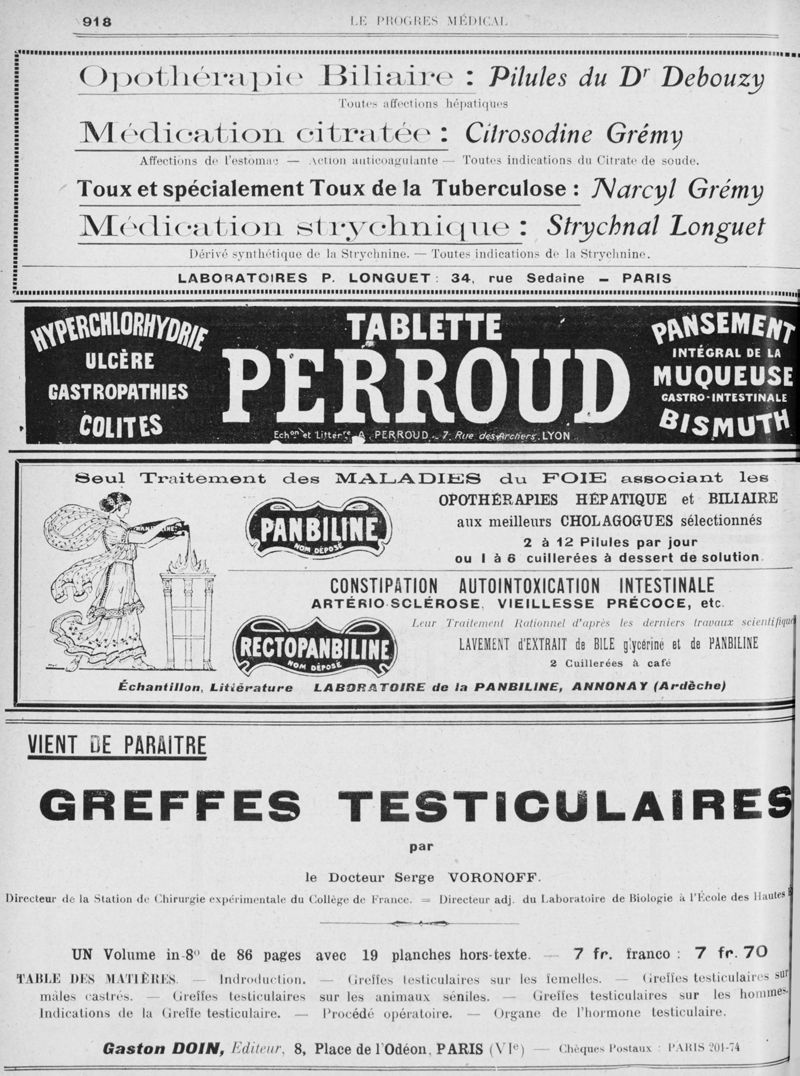 918
LE PROGRÈS MÉDICAL
Opothérapie Biliaire : Pilules du Dr Debouzy
Toutes affections hépatiques
Médication citratée : Citrosodine Grémy
Affections de l'estomac — Action anticoagulante — Toutes indications du Citrate de soude.
Toux et spécialement Toux de la Tuberculose : Narcyl Grémy
Médication strychnique : Strychnal Longuet
Dérivé synthétique de la Strychnine. — Toutes indications de la Strychnine.
LABORATOIRES P. LONGUET : 34, rue Sedaine — PARIS
HYPERCHLORHYDRIE
ULCÈRE
GASTROPATHIES
COLITES
TABLETTE
PERROUD
Echons et Littérre A. PERROUD - 7, Rue des Archers. LYON
PANSEMENT
INTÉGRAL DE LA
MUQUEUSE
GASTRO-INTESTINALE
BISMUTH
Seul Traitement des MALADIES du FOIE associant les
OPOTHÉRAPIES HÉPATIQUE et BILIAIRE
aux meilleurs CHOLAGOGUES sélectionnés
2 à 12 Pilules par jour
ou 1 à 6 cuillerées à dessert de solution.
PANBILINE
NOM DÉPOSÉ
CONSTIPATION AUTOINTOXICATION INTESTINALE
ARTÉRIO-SCLÉROSE, VIEILLESSE PRÉCOCE, etc.
Leur Traitement Rationnel d'après les derniers travaux scientifique
LAVEMENT d'EXTRAIT de BILE glycériné et de PANBILINE
2 Cuillerées à café
RECTOPANBILINE
NOM DÉPOSÉ
Échantillon, Litiérature LABORATOIRE de la PANBILINE, ANNONAY (Ardèche)
VIENT DE PARAITRE
GREFFES TESTICULAIRES
par
le Docteur Serge VORONOFF.
Directeur de la Station de Chirurgie expérimentale du Collège de France. = Directeur adj. du Laboratoire de Biologie à l'École des Hautes
UN Volume in-8o de 86 pages avec 19 planches hors-texte. — 7 fr. franco : 7 fr. 70
TABLE DES MATIÈRES. — Indroduction. — Greffes testiculaires sur les femelles. — Greffes testiculaires sur
mâles castrés. — Greffes testiculaires sur les animaux séniles. — Greffes testiculaires sur les hommes.
Indications de la Greffe testiculaire. — Procédé opératoire. — Organe de l'hormone testiculaire.
Gaston DOIN, Editeur, 8, Place de l'Odéon, PARIS (VIe) — Chèques Postaux : PARIS 201-74